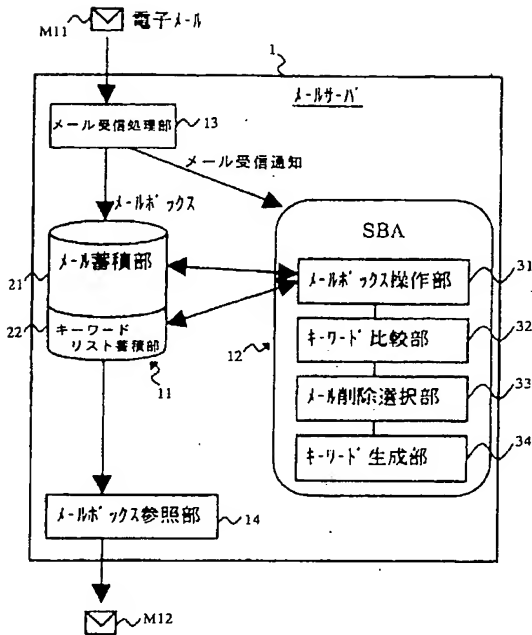 M11
電子メール
1
メールサーバ
メール受信処理部
13
メール受信通知
メールボックス
SBA
メール蓄積部
21
メールボックス操作部
31
22
キーワード
リスト蓄積部
キーワード比較部
32
12
11
メール削除選択部
33
キーワード生成部
34
メールボックス参照部
14
M12